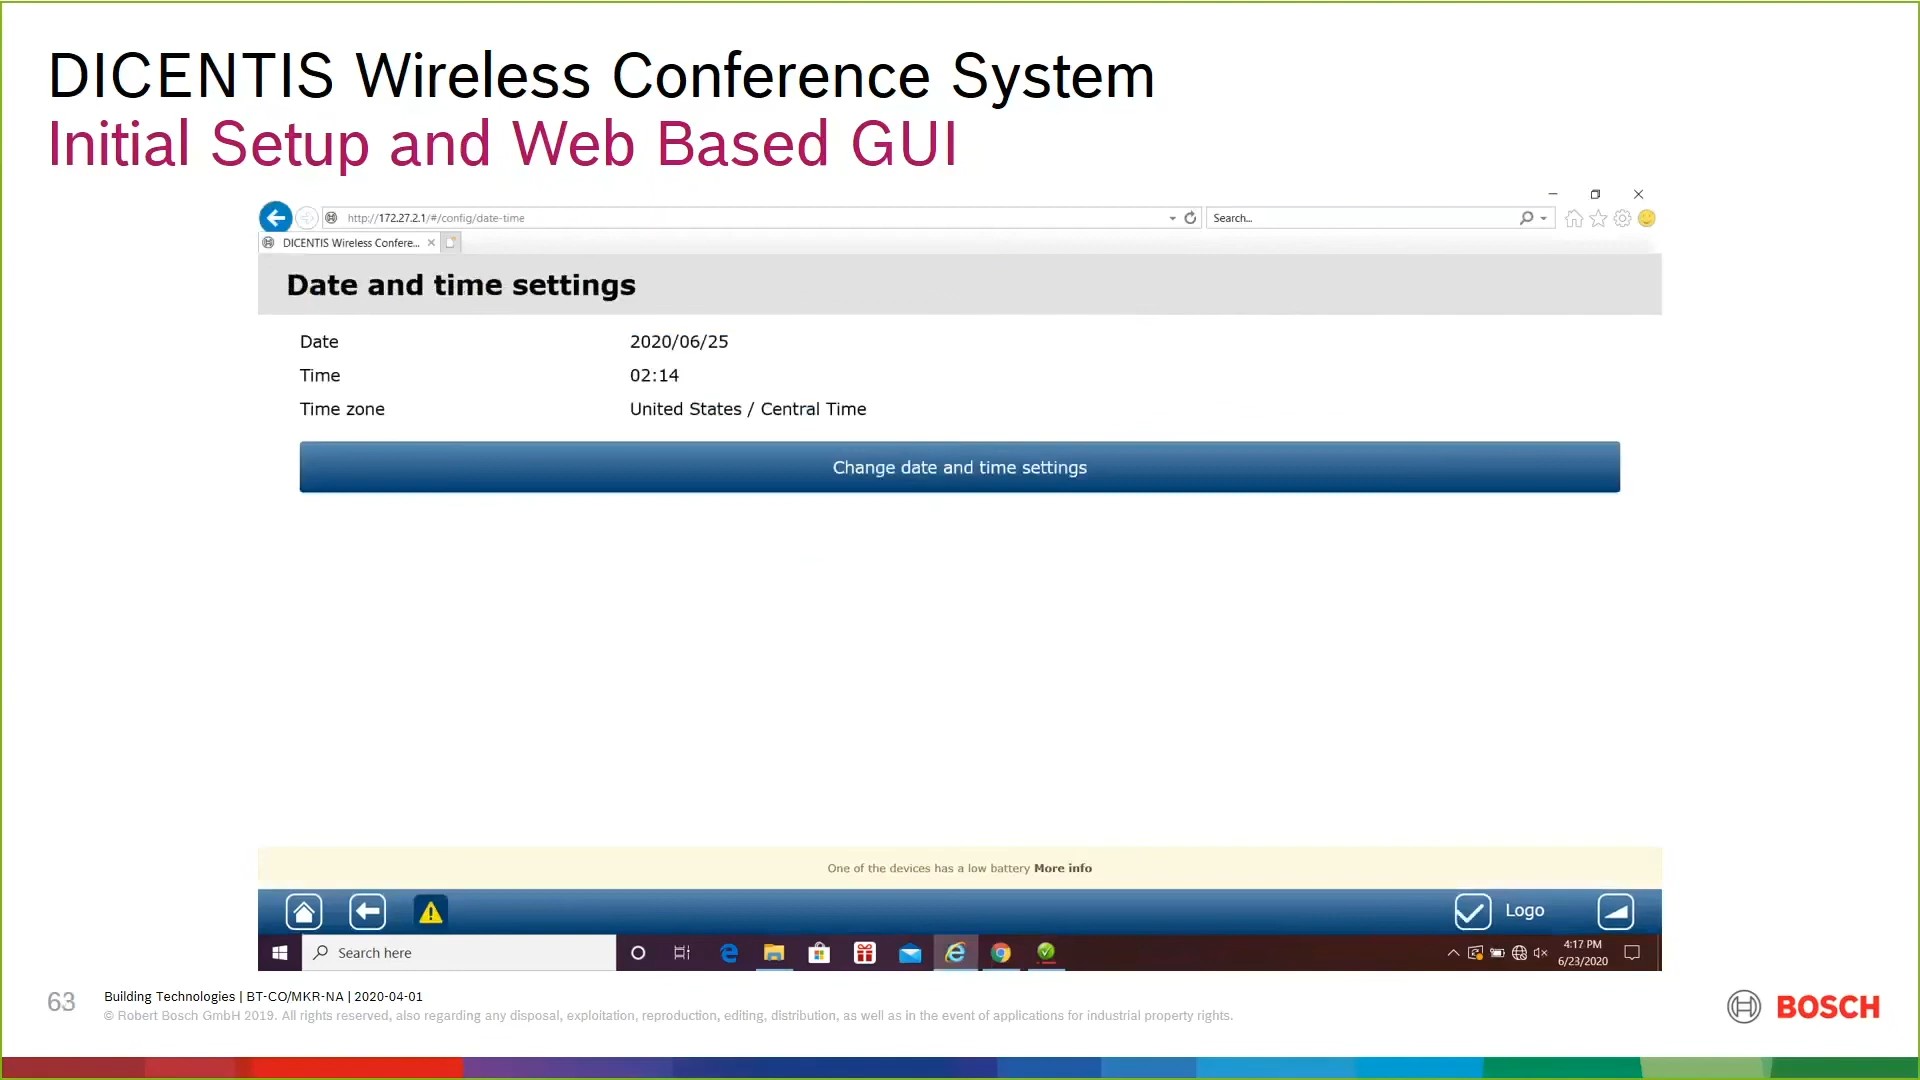 DICENTIS Wireless Conference System
Initial Setup and Web Based GUI
http://172.27.2.1/#/config/date-time
Search...
DICENTIS Wireless Confere...
Date and time settings
Date 2020/06/25
Time 02:14
Time zone United States / Central Time
Change date and time settings
One of the devices has a low battery More info
Logo
Search here
4:17 PM
6/23/2020
63
Building Technologies | BT-CO/MKR-NA | 2020-04-01
© Robert Bosch GmbH 2019. All rights reserved, also regarding any disposal, exploitation, reproduction, editing, distribution, as well as in the event of applications for industrial property rights.
BOSCH